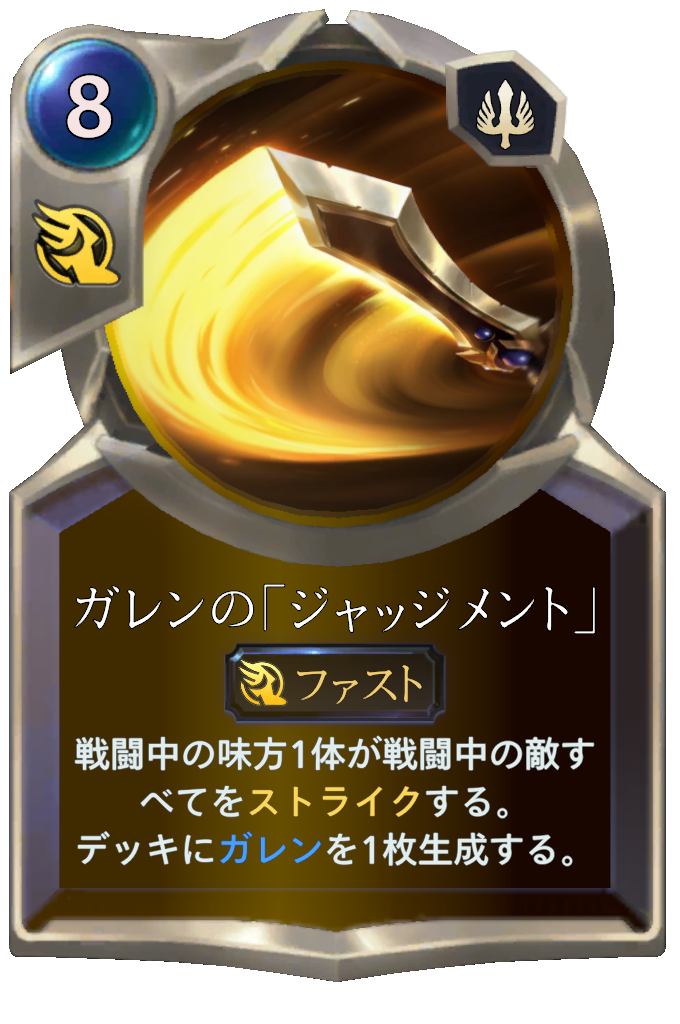 8
ガレンの「ジャッジメント」
ファスト
戦闘中の味方1体が戦闘中の敵す
べてをストライクする。
デッキにガレンを1枚生成する。